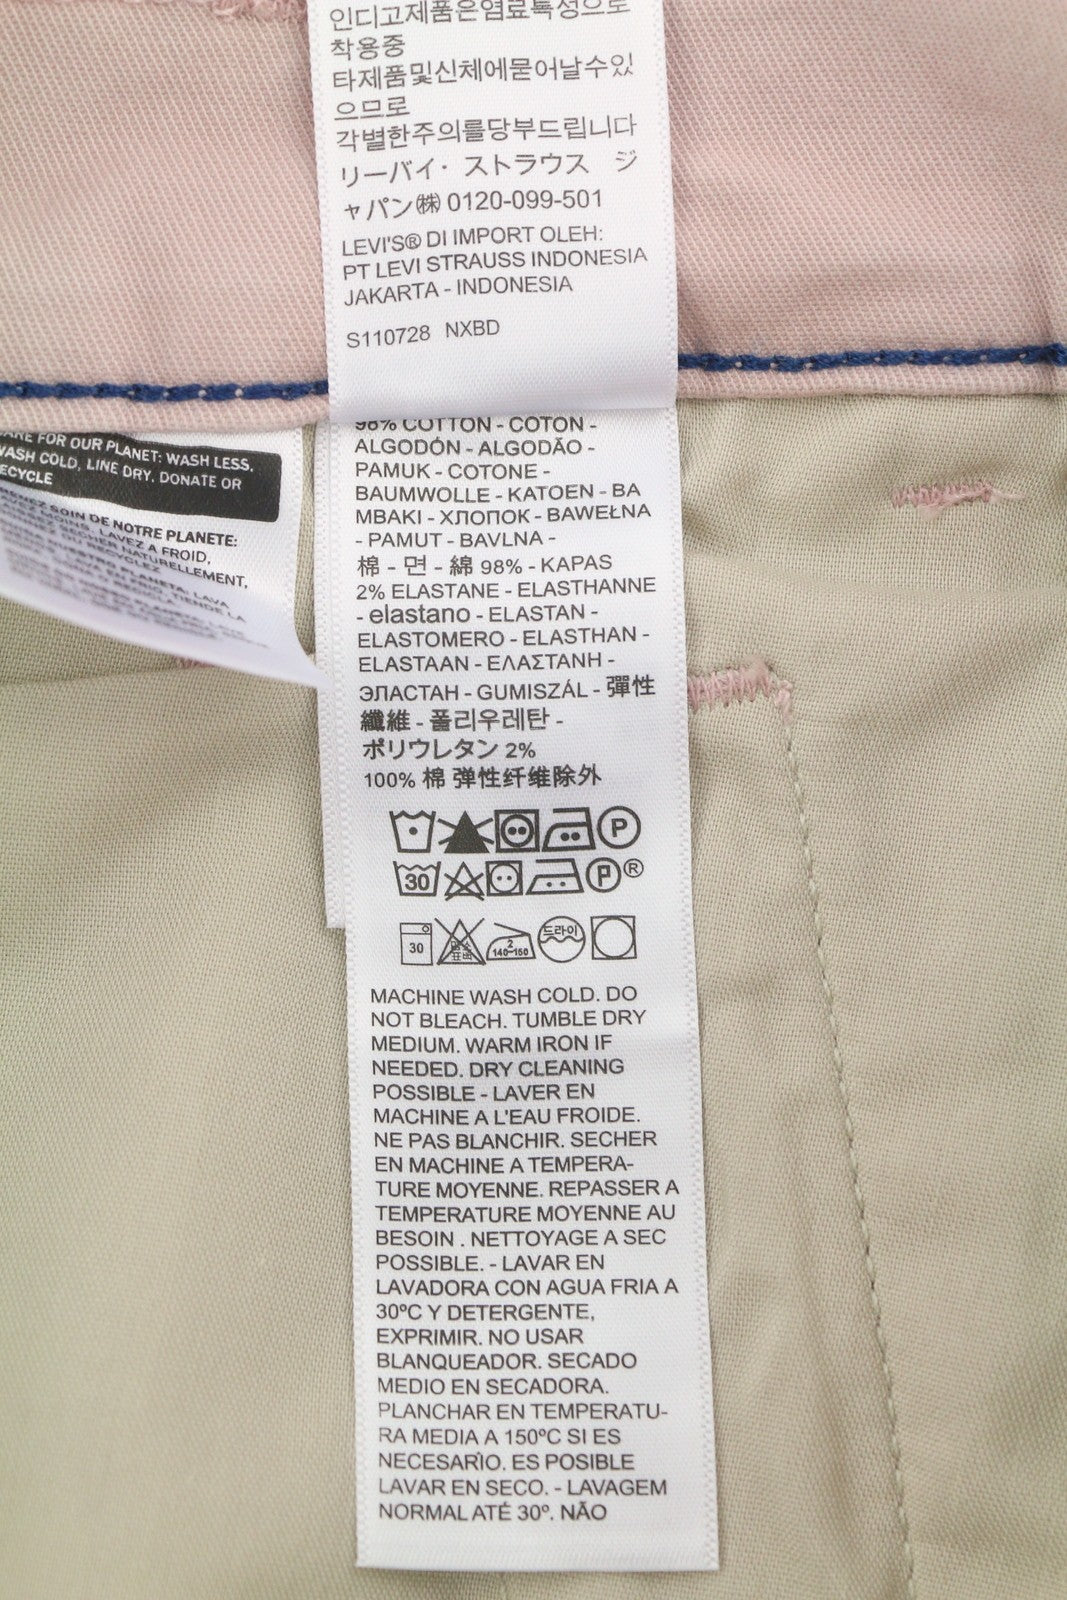 인디고제품은염료특성으로
착용중
타제품및신체에묻어날수있
으므로
각별한주의를당부드립니다
リーバイ・ストラウス ジ
ャパン㈱ 0120-099-501
LEVI'S® DI IMPORT OLEH:
PT LEVI STRAUSS INDONESIA
JAKARTA - INDONESIA
S110728 NXBD
CARE FOR OUR PLANET: WASH LESS,
WASH COLD, LINE DRY, DONATE OR
RECYCLE
PRENEZ SOIN DE NOTRE PLANETE:
LAVEZ MOINS, LAVEZ A FROID,
SECHER NATURELLEMENT,
98% COTTON - COTON -
ALGODÓN - ALGODÃO -
PAMUK - COTONE -
BAUMWOLLE - KATOEN - BA
MBAKI - ХЛОПОК - BAWEŁNA
- PAMUT - BAVLNA -
棉 - 면 - 綿 98% - KAPAS
2% ELASTANE - ELASTHANNE
- elastano - ELASTAN -
ELASTOMERO - ELASTHAN -
ELASTAAN - ΕΛΑΣΤΑΝΗ -
ЭЛАСТАН - GUMISZÁL - 彈性
纖維 - 폴리우레탄 -
ポリウレタン 2%
100% 棉 弹性纤维除外
P
30 P ®
30 2 140~150 드라이
MACHINE WASH COLD. DO
NOT BLEACH. TUMBLE DRY
MEDIUM. WARM IRON IF
NEEDED. DRY CLEANING
POSSIBLE - LAVER EN
MACHINE A L'EAU FROIDE.
NE PAS BLANCHIR. SECHER
EN MACHINE A TEMPERA-
TURE MOYENNE. REPASSER A
TEMPERATURE MOYENNE AU
BESOIN . NETTOYAGE A SEC
POSSIBLE. - LAVAR EN
LAVADORA CON AGUA FRIA A
30ºC Y DETERGENTE,
EXPRIMIR. NO USAR
BLANQUEADOR. SECADO
MEDIO EN SECADORA.
PLANCHAR EN TEMPERATU-
RA MEDIA A 150ºC SI ES
NECESARIO. ES POSIBLE
LAVAR EN SECO. - LAVAGEM
NORMAL ATÉ 30º. NÃO